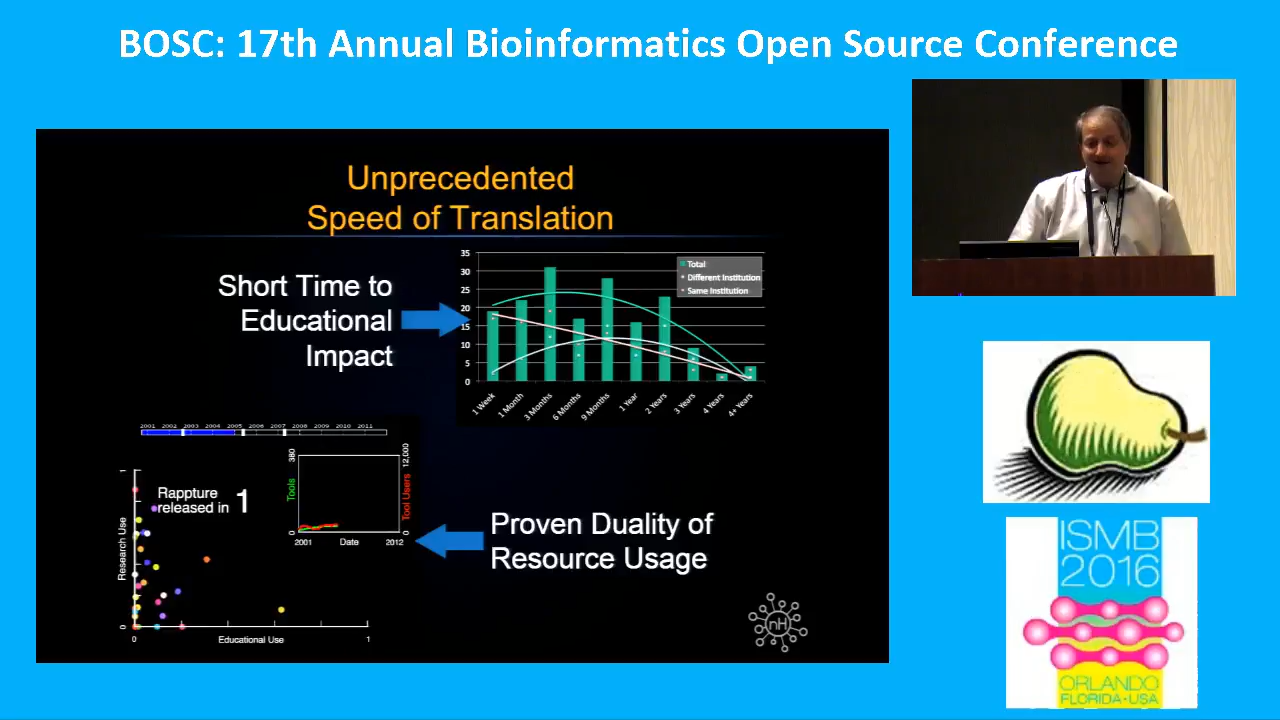 BOSC: 17th Annual Bioinformatics Open Source Conference
Unprecedented
Speed of Translation
Short Time to
Educational
Impact
35
30
25
20
15
10
5
0
Total
Different Institution
Same Institution
1 Week
1 Month
3 Months
6 Months
9 Months
1 Year
2 Years
3 Years
4 Years
4+ Years
2001 2002 2003 2004 2005 2006 2007 2008 2009 2010 2011
Rappture
released in 1
1
Research Use
0
0
Educational Use
1
380
Tools
0
12,000
Tool Users
0
2001
Date
2012
Proven Duality of
Resource Usage
nH
ISMB
2016
ORLANDO
FLORIDA·USA